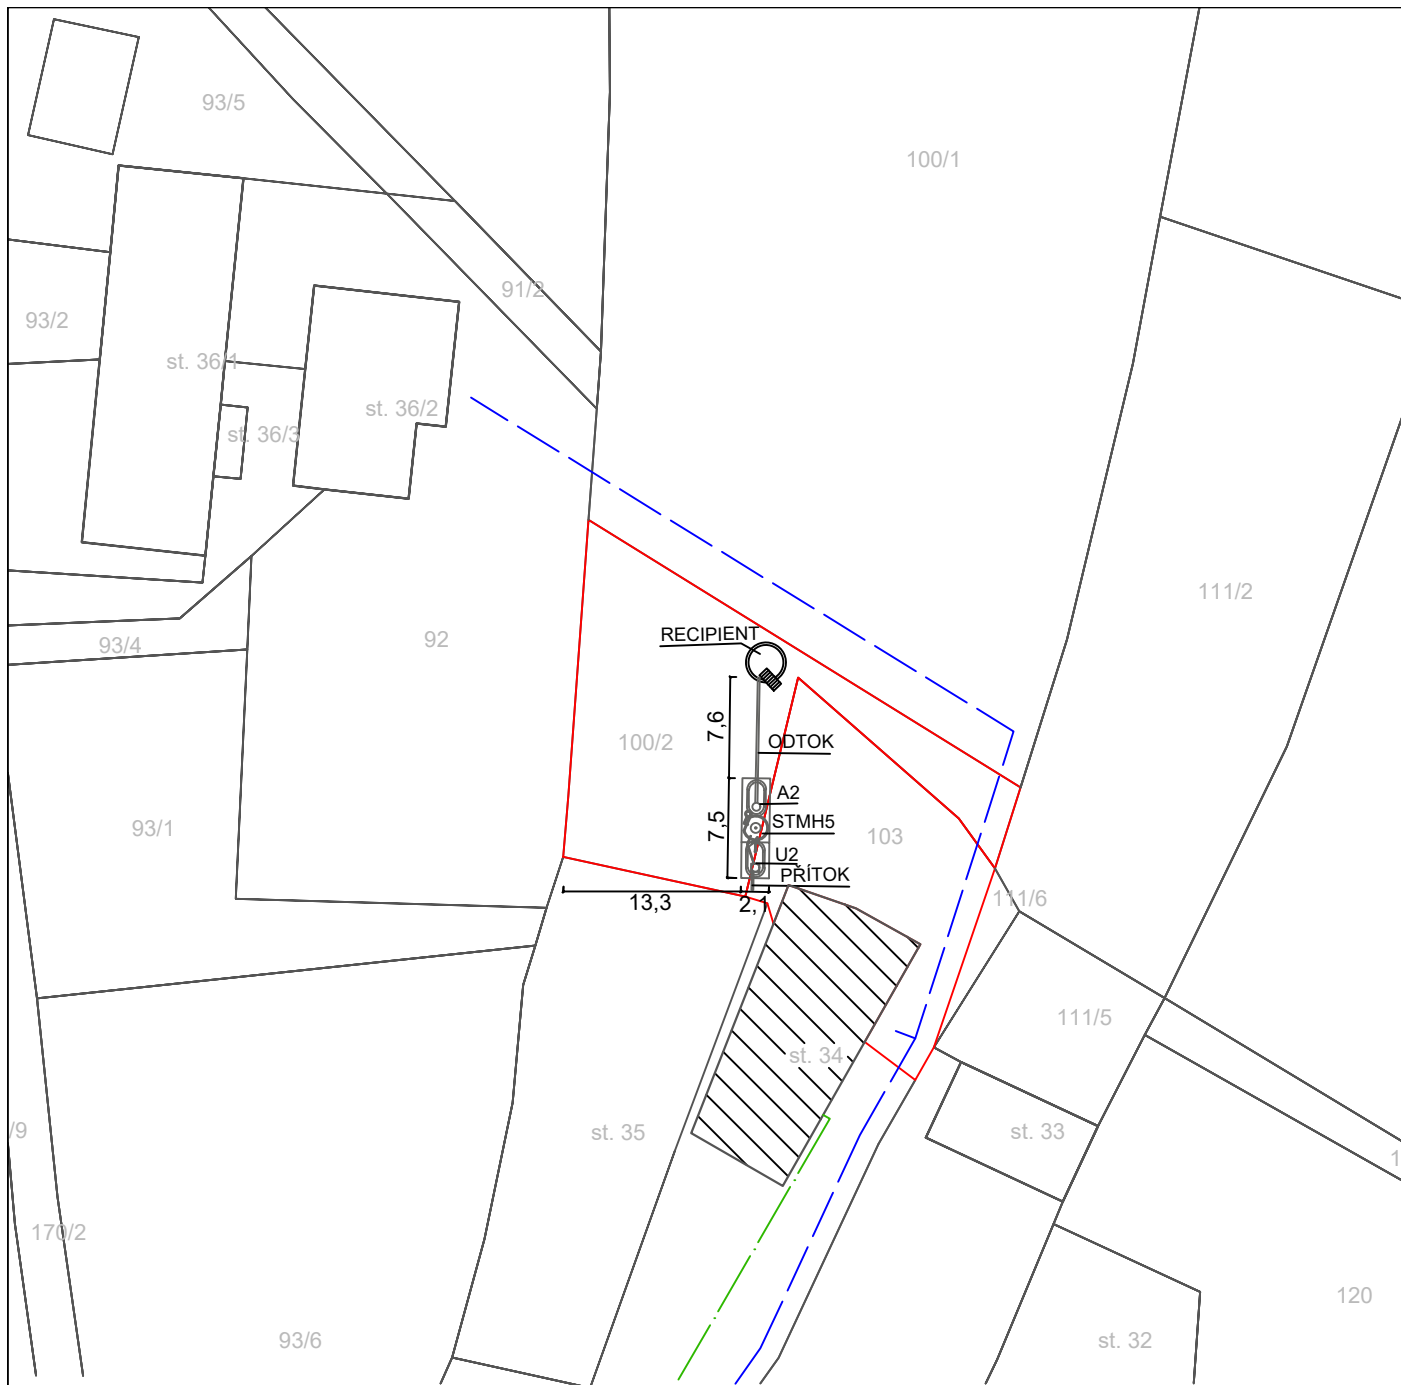 93/5
100/1
91/2
93/2
st. 36/1
st. 36/2
st. 36/3
111/2
93/4
92
RECIPIENT
7,6
100/2
ODTOK
A2
7,5
STMH5
93/1
103
U2
PŘÍTOK
13,3
2,1
111/6
111/5
st. 34
/9
st. 35
st. 33
1
170/2
120
93/6
st. 32